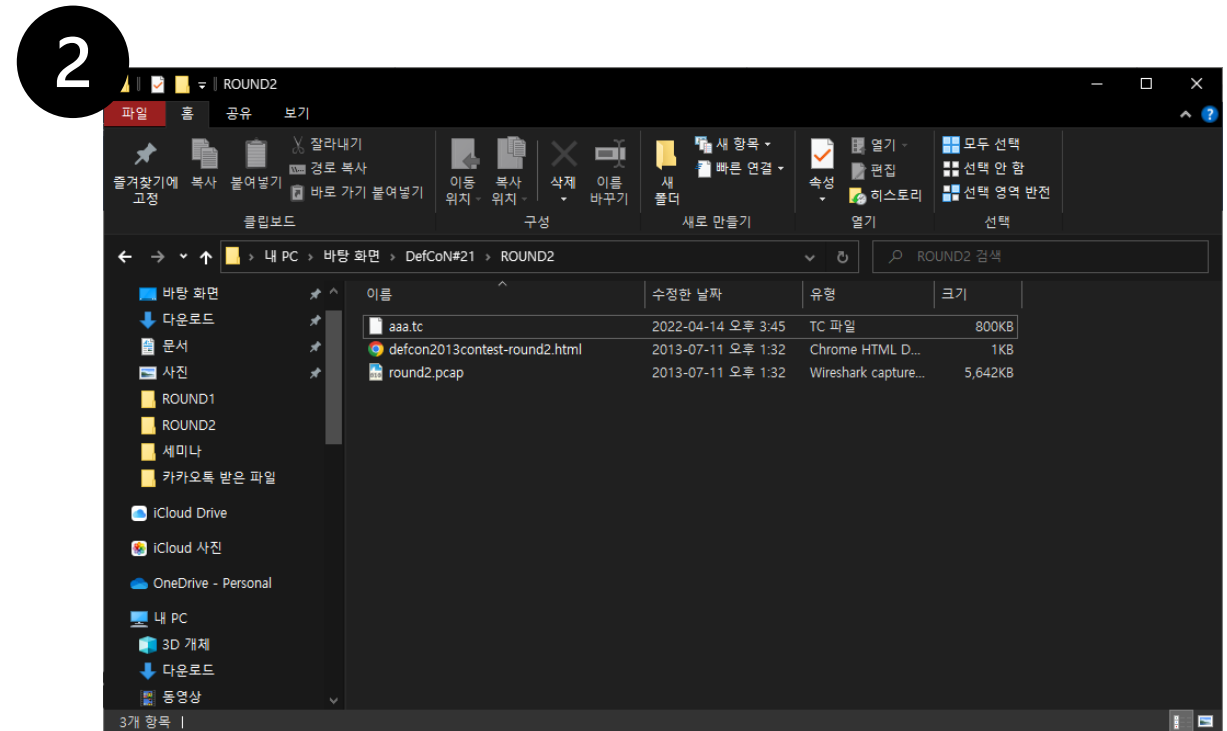 2
ROUND2
파일 홈 공유 보기
즐겨찾기에 고정
복사
붙여넣기
잘라내기
경로 복사
바로 가기 붙여넣기
클립보드
이동 위치
복사 위치
삭제
이름 바꾸기
구성
새 폴더
새 항목
빠른 연결
새로 만들기
속성
열기
편집
히스토리
열기
모두 선택
선택 안 함
선택 영역 반전
선택
내 PC › 바탕 화면 › DefCoN#21 › ROUND2
ROUND2 검색
이름 수정한 날짜 유형 크기
aaa.tc 2022-04-14 오후 3:45 TC 파일 800KB
defcon2013contest-round2.html 2013-07-11 오후 1:32 Chrome HTML D... 1KB
round2.pcap 2013-07-11 오후 1:32 Wireshark capture... 5,642KB
바탕 화면
다운로드
문서
사진
ROUND1
ROUND2
세미나
카카오톡 받은 파일
iCloud Drive
iCloud 사진
OneDrive - Personal
내 PC
3D 개체
다운로드
동영상
3개 항목